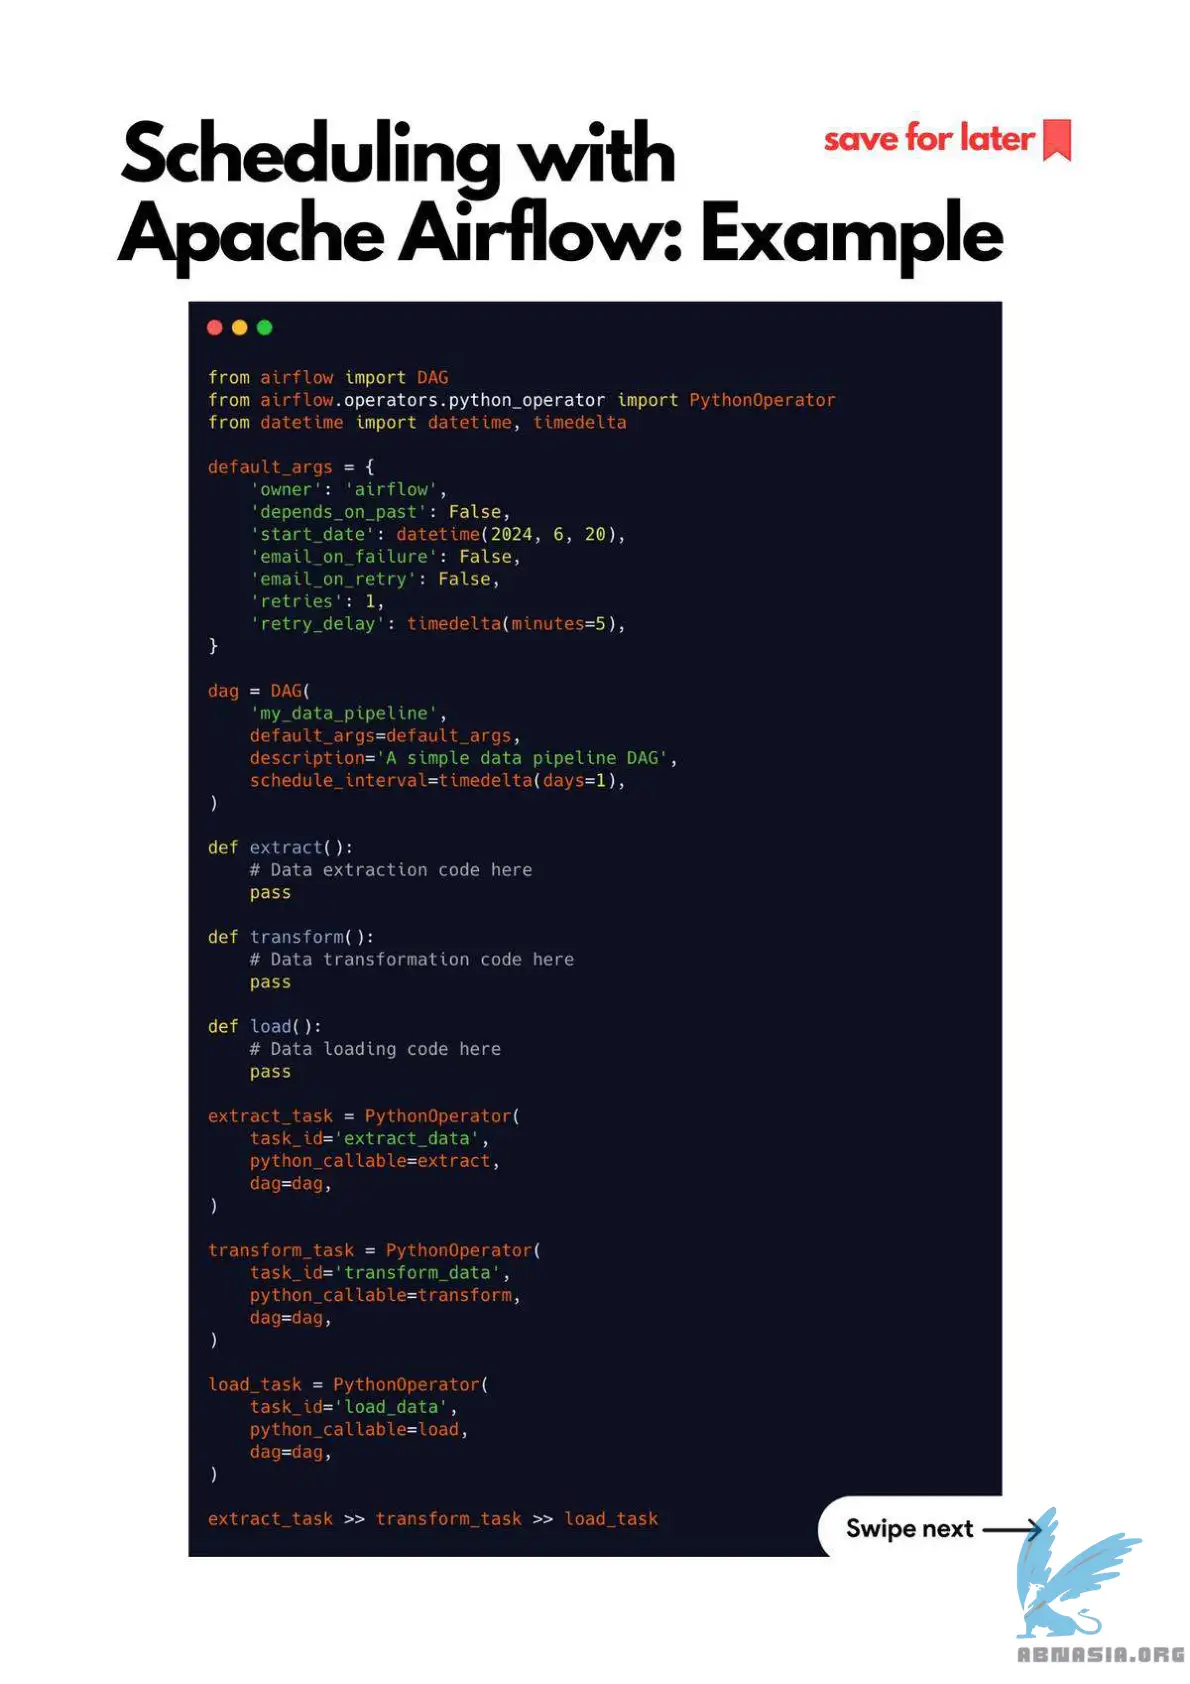 Scheduling with
Apache Airflow: Example
save for later
from airflow import DAG
from airflow.operators.python_operator import PythonOperator
from datetime import datetime, timedelta
default_args = {
    'owner': 'airflow',
    'depends_on_past': False,
    'start_date': datetime(2024, 6, 20),
    'email_on_failure': False,
    'email_on_retry': False,
    'retries': 1,
    'retry_delay': timedelta(minutes=5),
}
dag = DAG(
    'my_data_pipeline',
    default_args=default_args,
    description='A simple data pipeline DAG',
    schedule_interval=timedelta(days=1),
)
def extract():
    # Data extraction code here
    pass
def transform():
    # Data transformation code here
    pass
def load():
    # Data loading code here
    pass
extract_task = PythonOperator(
    task_id='extract_data',
    python_callable=extract,
    dag=dag,
)
transform_task = PythonOperator(
    task_id='transform_data',
    python_callable=transform,
    dag=dag,
)
load_task = PythonOperator(
    task_id='load_data',
    python_callable=load,
    dag=dag,
)
extract_task >> transform_task >> load_task
Swipe next
ABNASIA.ORG